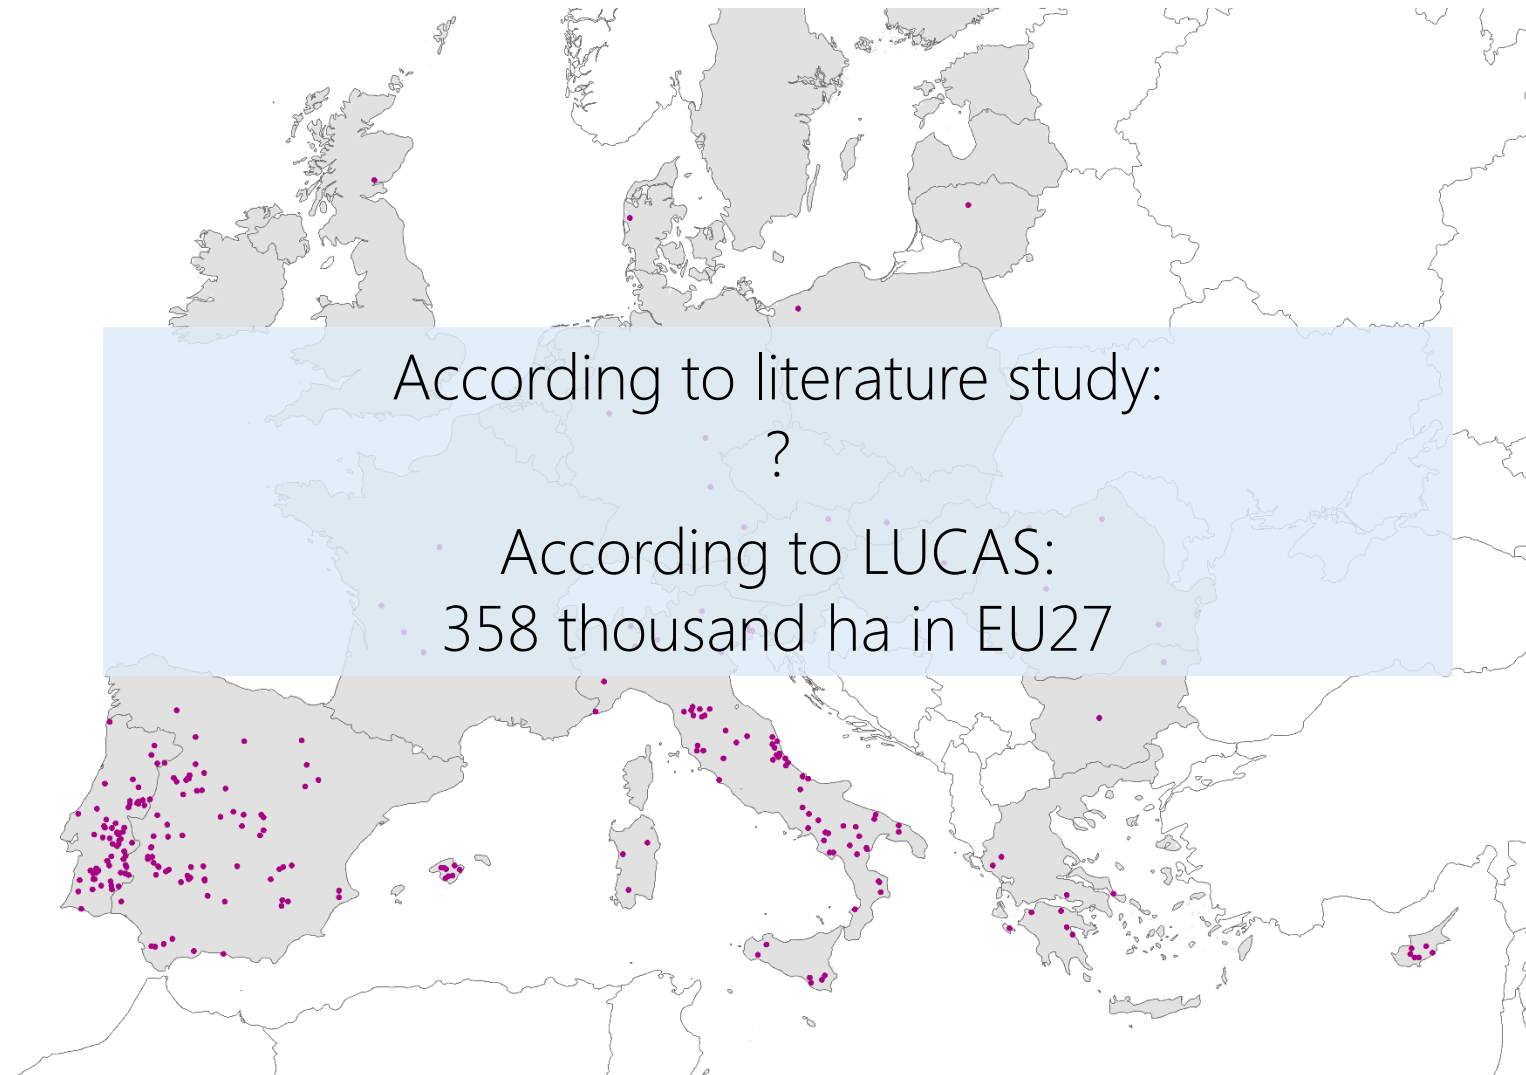 According to literature study:
?
According to LUCAS:
358 thousand ha in EU27